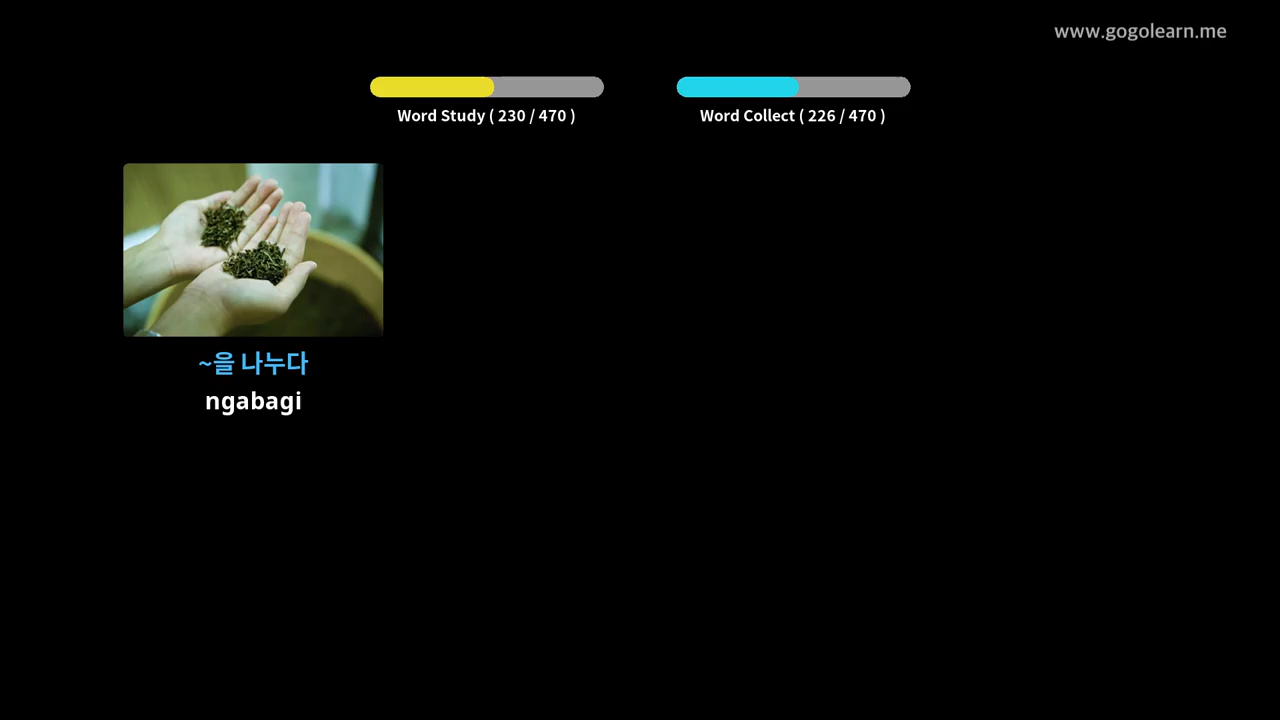 www.gogolearn.me
Word Study ( 230 / 470 )
Word Collect ( 226 / 470 )
~을 나누다
ngabagi